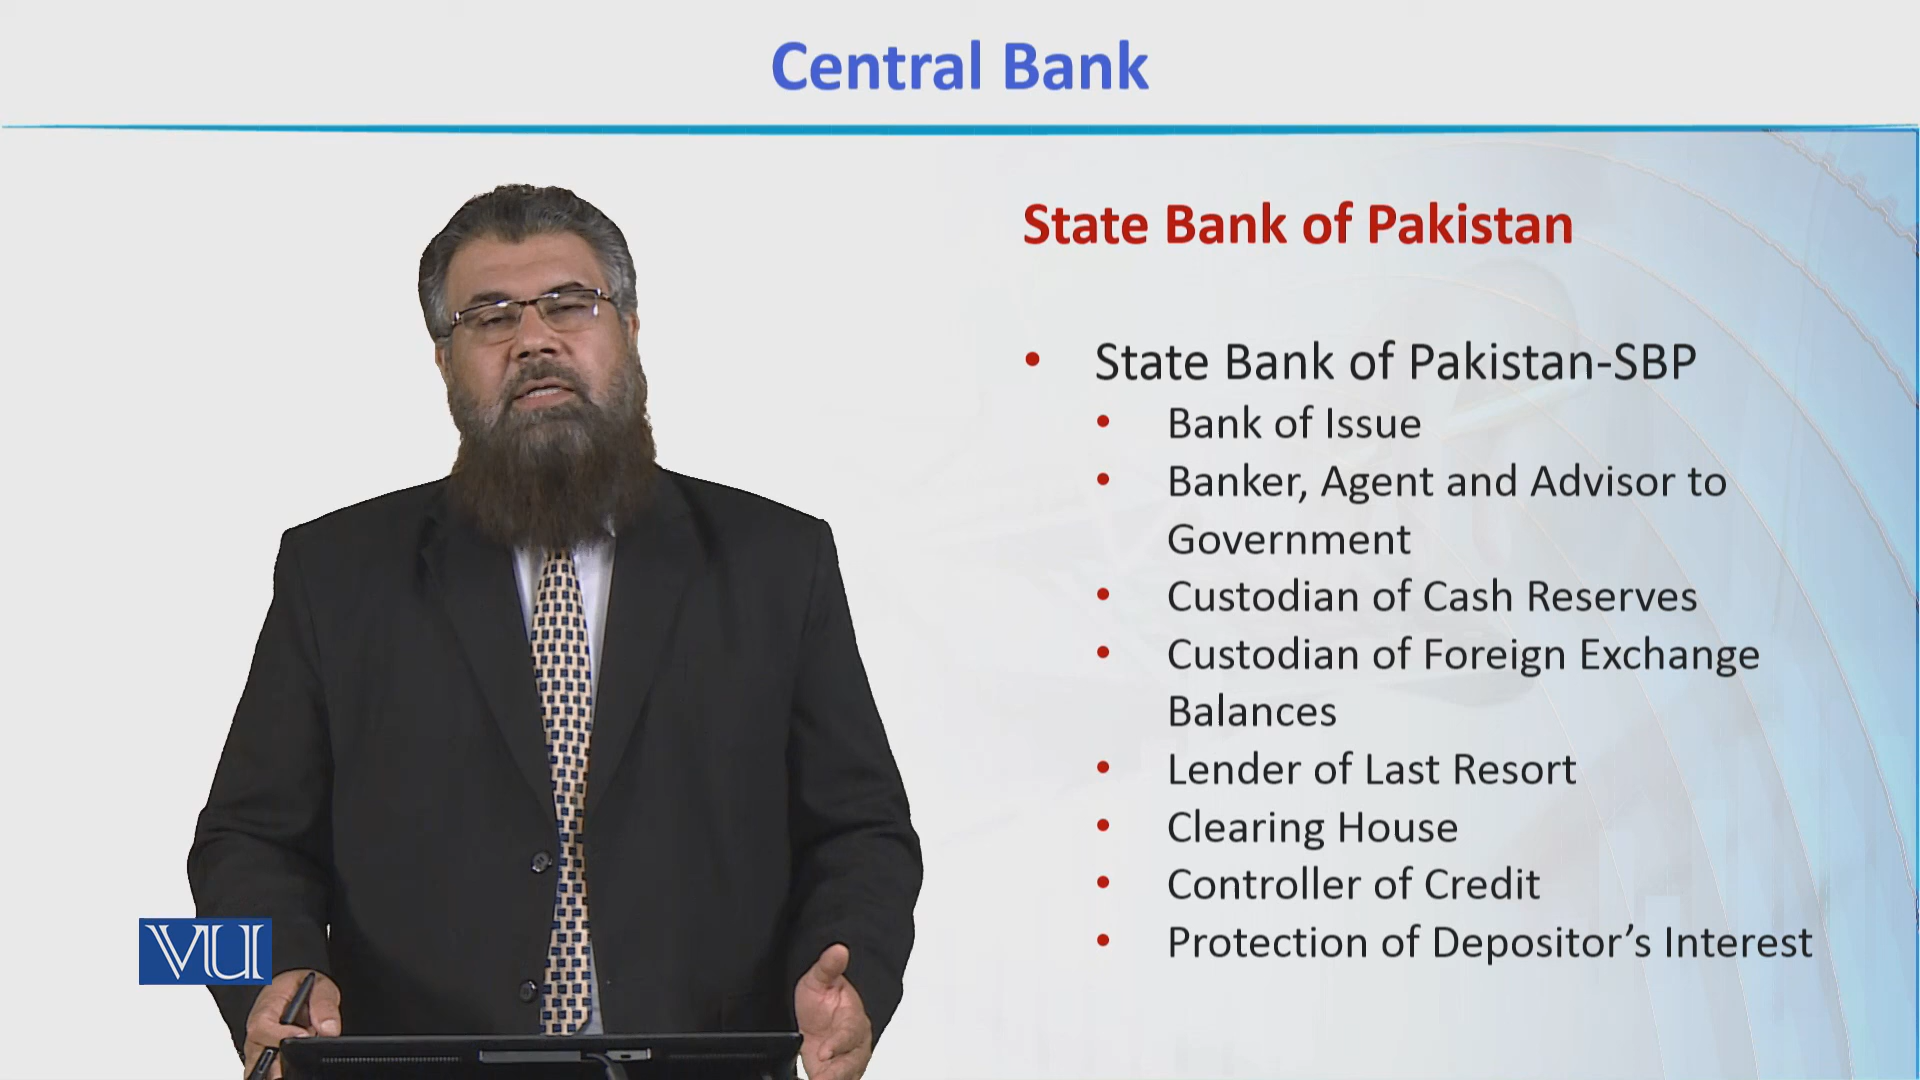 Central Bank
State Bank of Pakistan
• State Bank of Pakistan-SBP
• Bank of Issue
• Banker, Agent and Advisor to
Government
• Custodian of Cash Reserves
• Custodian of Foreign Exchange
Balances
• Lender of Last Resort
• Clearing House
• Controller of Credit
• Protection of Depositor’s Interest
VU